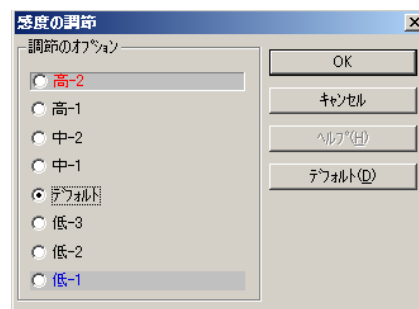 感度の調節
調節のオプション
高-2
高-1
中-2
中-1
デフォルト
低-3
低-2
低-1
OK
キャンセル
ヘルプ(H)
デフォルト(D)